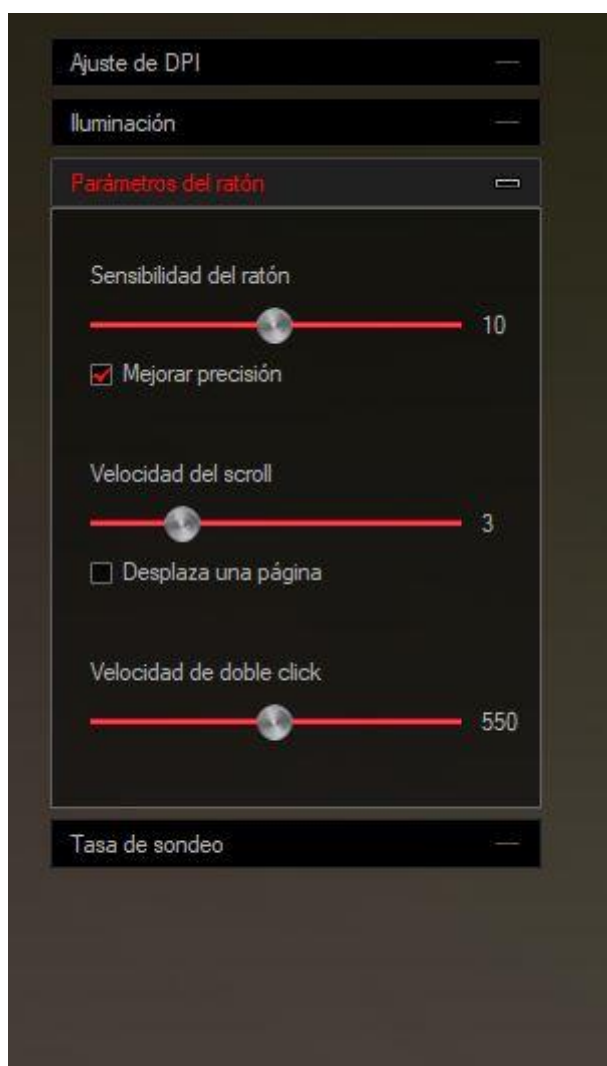 Ajuste de DPI
Iluminación
Parámetros del ratón
Sensibilidad del ratón
10
Mejorar precisión
Velocidad del scroll
3
Desplaza una página
Velocidad de doble click
550
Tasa de sondeo